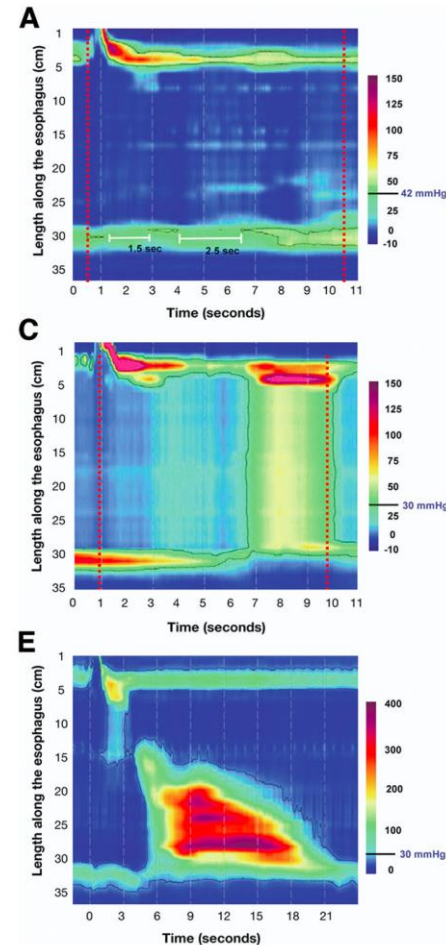 A
Length along the esophagus (cm)
1
5
10
15
20
25
30
35
1.5 sec
2.5 sec
0 1 2 3 4 5 6 7 8 9 10 11
Time (seconds)
150
125
100
75
50
42 mmHg
25
0
-10
C
Length along the esophagus (cm)
1
5
10
15
20
25
30
35
0 1 2 3 4 5 6 7 8 9 10 11
Time (seconds)
150
125
100
75
50
30 mmHg
25
0
-10
E
Length along the esophagus (cm)
1
5
10
15
20
25
30
35
0 3 6 9 12 15 18 21
Time (seconds)
400
300
200
100
30 mmHg
0